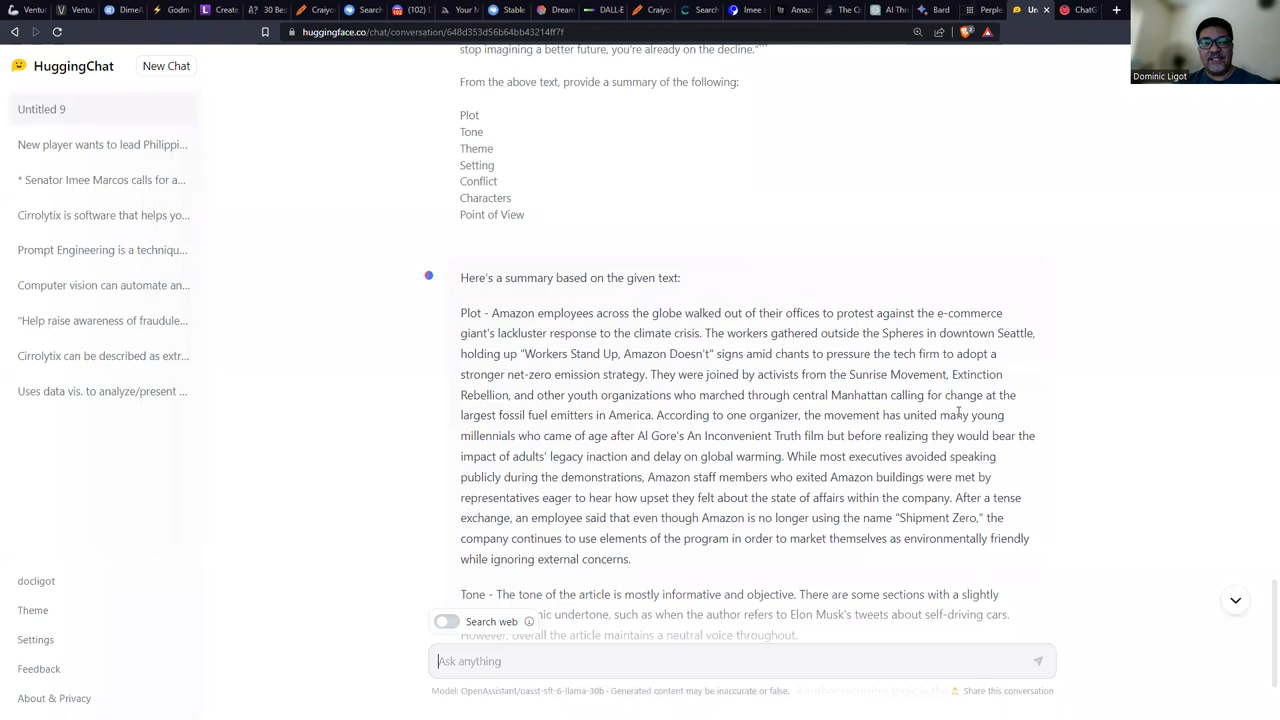 Ventur
Ventur
DimeA
Godm
Create
30 Bes
Craiyo
Search
(102) D
Your M
Stable
Dream
DALL-E
Craiyo
Search
Imee s
Amazo
The Co
AI Thr
Bard
Perple
Un
ChatG
huggingface.co/chat/conversation/648d353d56b64bb43214ff7f
Dominic Ligot
HuggingChat
New Chat
Untitled 9
New player wants to lead Philippi...
* Senator Imee Marcos calls for a...
Cirrolytix is software that helps yo...
Prompt Engineering is a techniqu...
Computer vision can automate an...
"Help raise awareness of fraudule...
Cirrolytix can be described as extr...
Uses data vis. to analyze/present ...
docligot
Theme
Settings
Feedback
About & Privacy
stop imagining a better future, you're already on the decline."```
From the above text, provide a summary of the following:
Plot
Tone
Theme
Setting
Conflict
Characters
Point of View
Here's a summary based on the given text:
Plot - Amazon employees across the globe walked out of their offices to protest against the e-commerce
giant's lackluster response to the climate crisis. The workers gathered outside the Spheres in downtown Seattle,
holding up "Workers Stand Up, Amazon Doesn't" signs amid chants to pressure the tech firm to adopt a
stronger net-zero emission strategy. They were joined by activists from the Sunrise Movement, Extinction
Rebellion, and other youth organizations who marched through central Manhattan calling for change at the
largest fossil fuel emitters in America. According to one organizer, the movement has united many young
millennials who came of age after Al Gore's An Inconvenient Truth film but before realizing they would bear the
impact of adults' legacy inaction and delay on global warming. While most executives avoided speaking
publicly during the demonstrations, Amazon staff members who exited Amazon buildings were met by
representatives eager to hear how upset they felt about the state of affairs within the company. After a tense
exchange, an employee said that even though Amazon is no longer using the name "Shipment Zero," the
company continues to use elements of the program in order to market themselves as environmentally friendly
while ignoring external concerns.
Tone - The tone of the article is mostly informative and objective. There are some sections with a slightly
nic undertone, such as when the author refers to Elon Musk's tweets about self-driving cars.
However, overall the article maintains a neutral voice throughout.
Search web
Ask anything
Model: OpenAssistant/oasst-sft-6-llama-30b - Generated content may be inaccurate or false.
Share this conversation